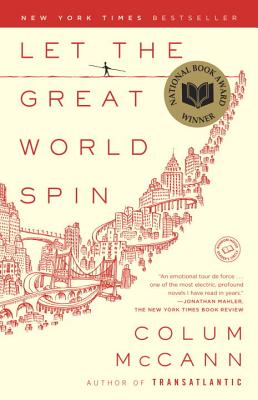 NEW YORK TIMES BESTSELLER
LET THE
GREAT
WORLD
SPIN
NATIONAL BOOK AWARD
WINNER
"An emotional tour de force . . .
one of the most electric, profound
novels I have read in years."
—JONATHAN MAHLER,
THE NEW YORK TIMES BOOK REVIEW
COLUM
McCANN
AUTHOR OF TRANSATLANTIC